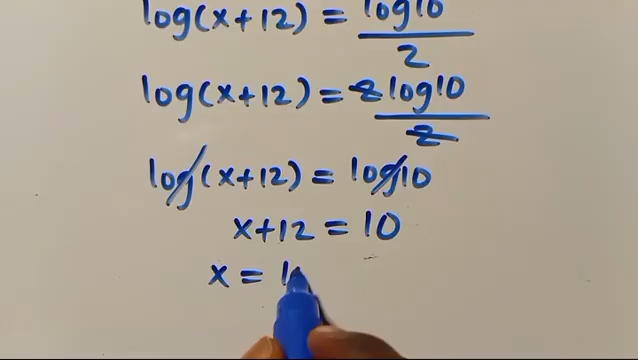 log(x+12) = log10/2
log(x+12) = 2log10/2
log(x+12) = log10
x+12 = 10
x = 1